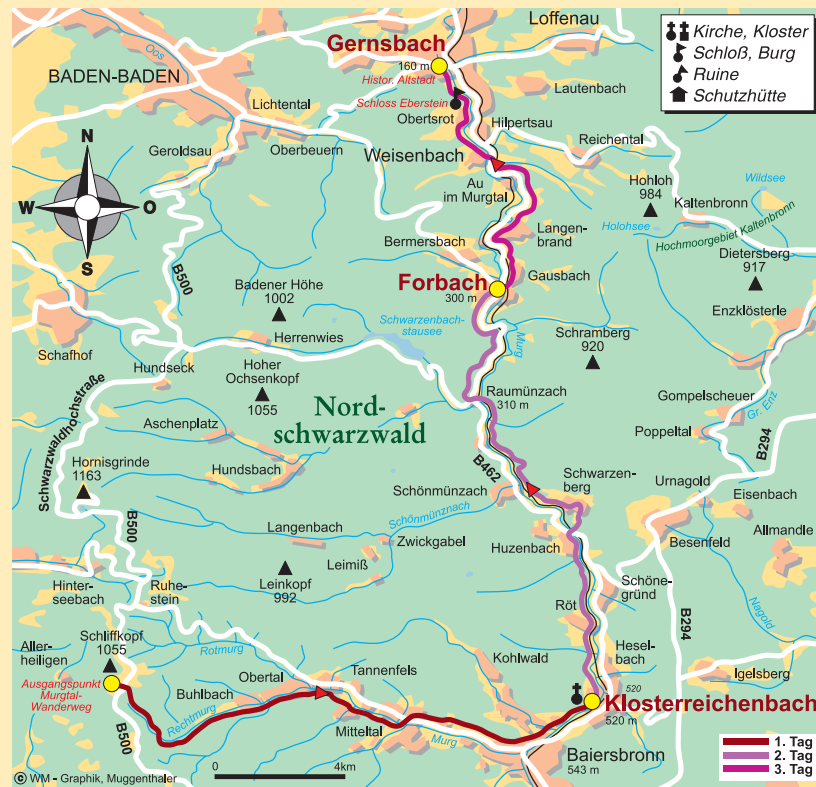 Loffenau
Kirche, Kloster
Schloß, Burg
Ruine
Schutzhütte
Gernsbach
160 m
Histor. Altstadt
BADEN-BADEN
Oos
Lautenbach
Schloss Eberstein
Lichtental
Obertsrot
Hilpertsau
Reichental
Geroldsau
Oberbeuern
Weisenbach
N
W
O
S
Au
im Murgtal
Hohloh
984
Wildsee
Kaltenbronn
Holohsee
Hochmoorgebiet Kaltenbronn
Langen-
brand
Bermersbach
Dietersberg
917
B500
Badener Höhe
1002
Forbach
300 m
Gausbach
Enzklösterle
Schwarzenbach-
stausee
Murg
Schramberg
920
Schafhof
Herrenwies
Hundseck
Hoher
Ochsenkopf
1055
Raumünzach
310 m
Gompelscheuer
Gr. Enz
Schwarzwaldhochstraße
Nord-
schwarzwald
Aschenplatz
Poppeltal
B294
Hornisgrinde
1163
Hundsbach
B462
Schwarzen-
berg
Urnagold
Eisenbach
Schönmünzach
B500
Schönmünznach
Langenbach
Zwickgabel
Besenfeld
Allmandle
Leimiß
Huzenbach
Leinkopf
992
Hinter-
seebach
Ruhe-
stein
Schöne-
gründ
Röt
B294
Nagold
Schliffkopf
1055
Rotmurg
Aller-
heiligen
Hesel-
bach
Kohlwald
Tannenfels
Igelsberg
Obertal
Ausgangspunkt
Murgtal-
Wanderweg
Buhlbach
520
Klosterreichenbach
520 m
Rechtmurg
B500
Mitteltal
Murg
Baiersbronn
543 m
1. Tag
2. Tag
3. Tag
0 4km
© WM - Graphik, Muggenthaler